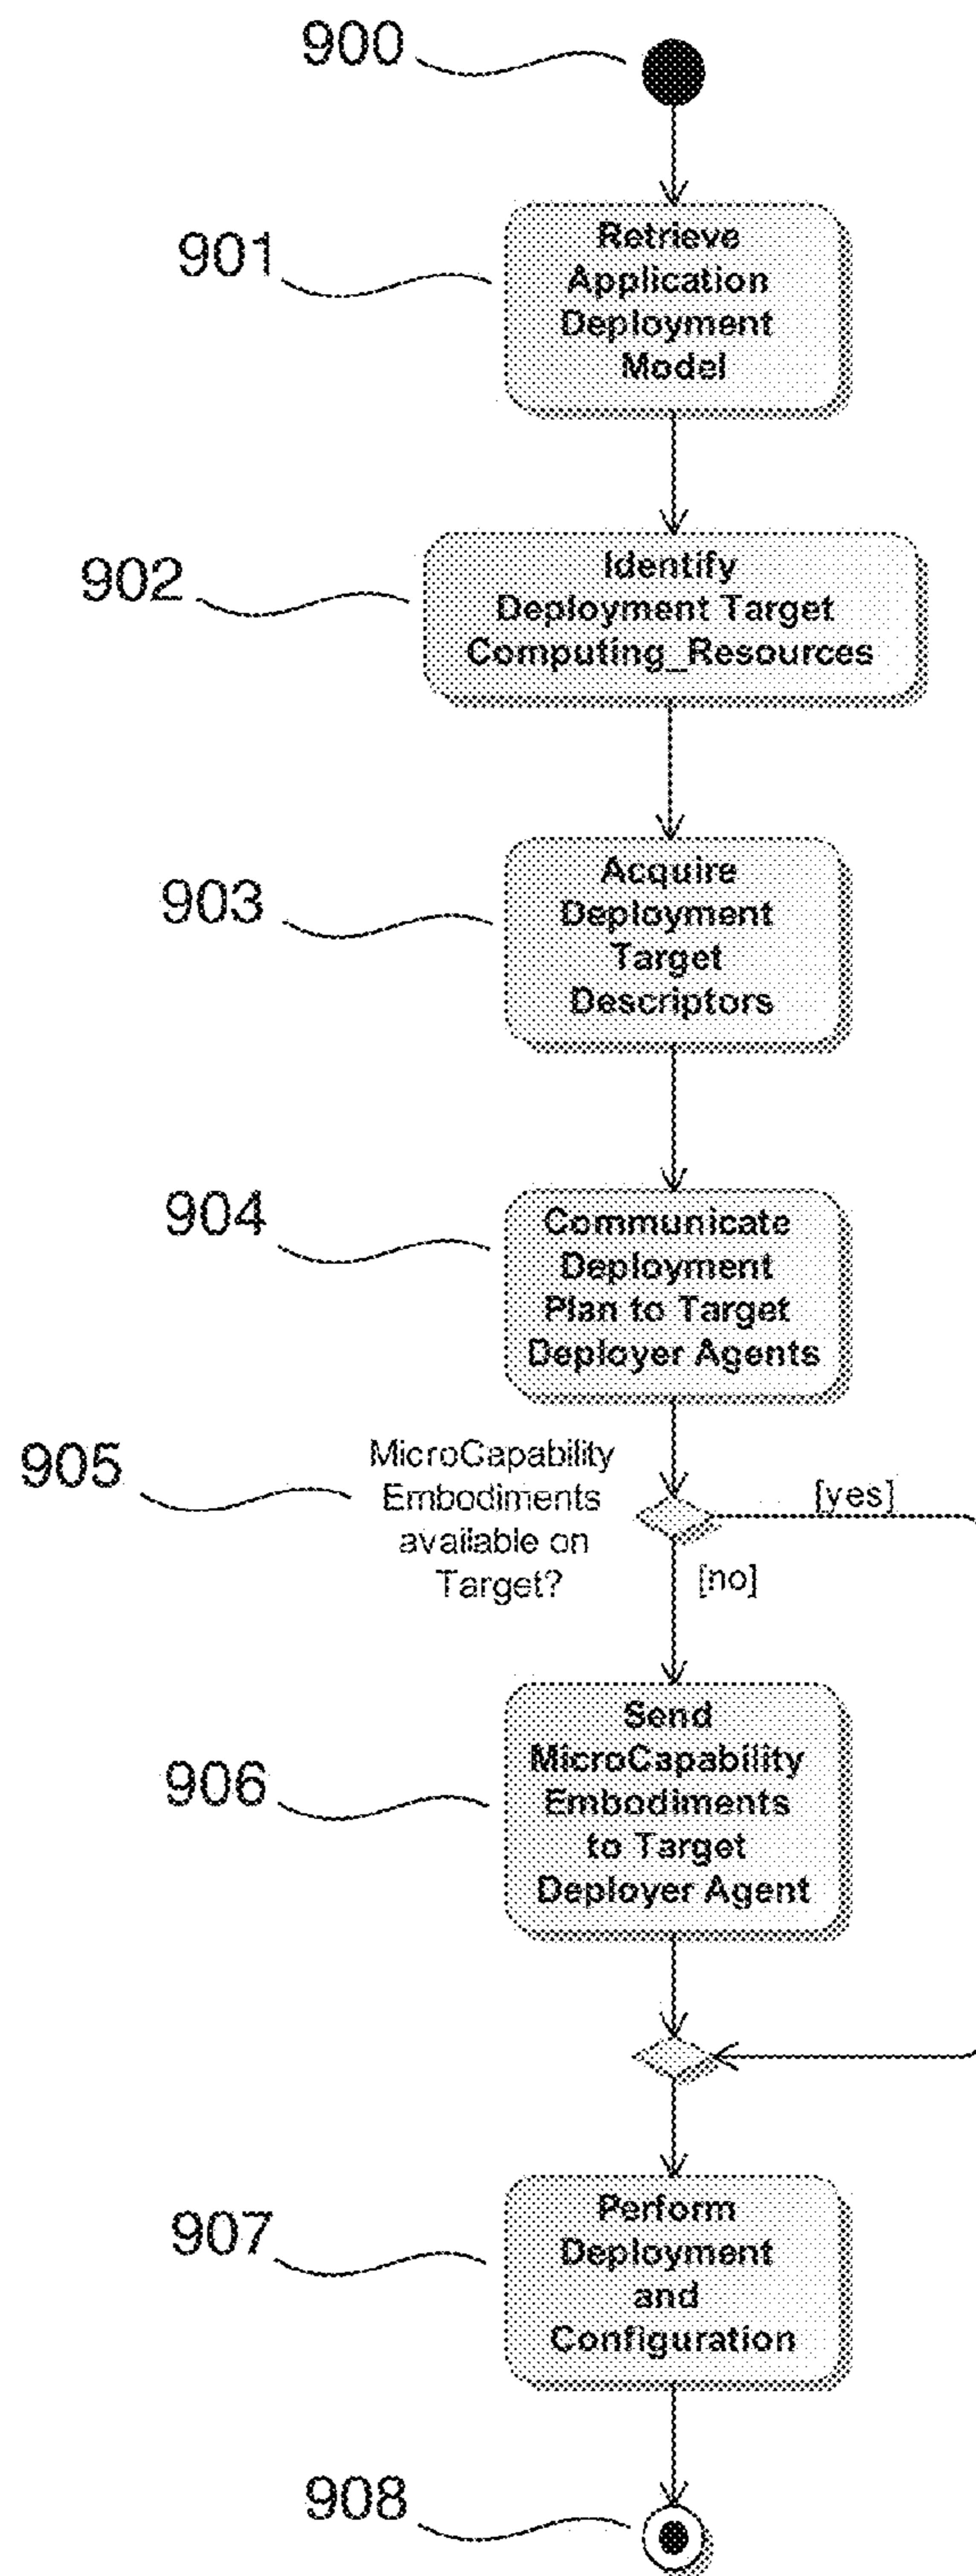 900
901
Retrieve
Application
Deployment
Model
902
Identify
Deployment Target
Computing_Resources
903
Acquire
Deployment
Target
Descriptors
904
Communicate
Deployment
Plan to Target
Deployer Agents
905
MicroCapability
Embodiments
available on
Target?
[yes]
[no]
906
Send
MicroCapability
Embodiments
to Target
Deployer Agent
907
Perform
Deployment
and
Configuration
908